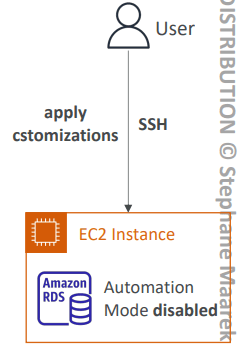 User
apply
cstomizations
SSH
EC2 Instance
Amazon
RDS
Automation
Mode disabled
DISTRIBUTION © Stephane Maarek